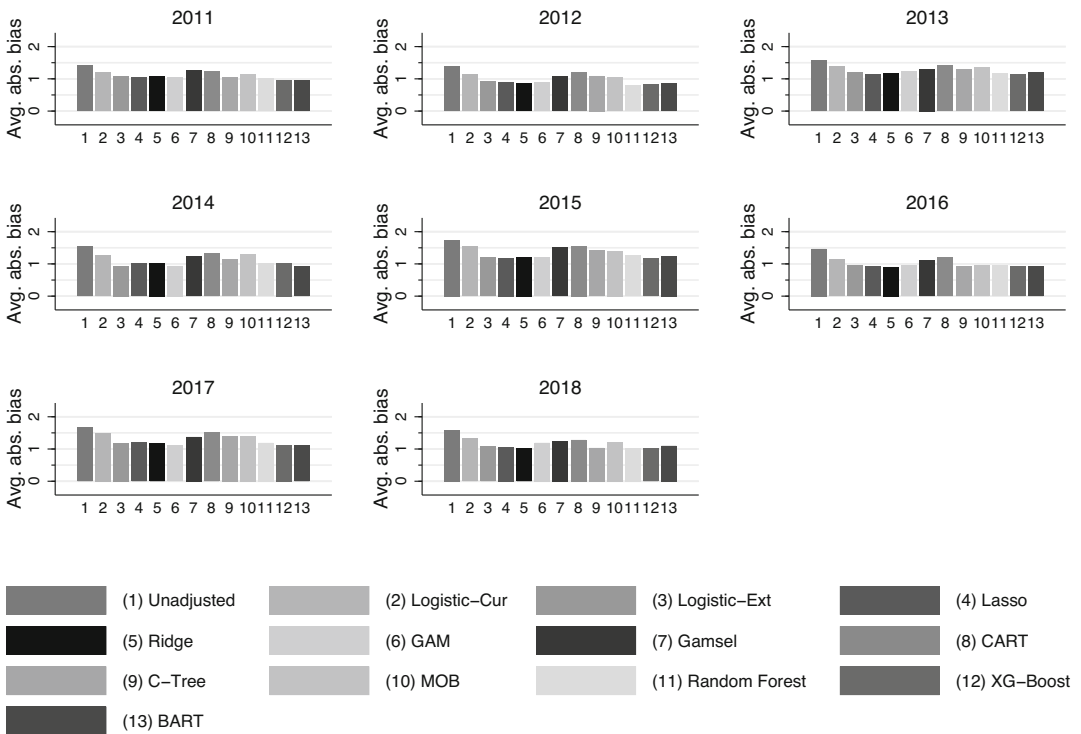 2011
2012
2013
Avg. abs. bias
0 1 2
1 2 3 4 5 6 7 8 9 10 11 12 13
Avg. abs. bias
0 1 2
1 2 3 4 5 6 7 8 9 10 11 12 13
Avg. abs. bias
0 1 2
1 2 3 4 5 6 7 8 9 10 11 12 13
2014
2015
2016
Avg. abs. bias
0 1 2
1 2 3 4 5 6 7 8 9 10 11 12 13
Avg. abs. bias
0 1 2
1 2 3 4 5 6 7 8 9 10 11 12 13
Avg. abs. bias
0 1 2
1 2 3 4 5 6 7 8 9 10 11 12 13
2017
2018
Avg. abs. bias
0 1 2
1 2 3 4 5 6 7 8 9 10 11 12 13
Avg. abs. bias
0 1 2
1 2 3 4 5 6 7 8 9 10 11 12 13
(1) Unadjusted
(2) Logistic−Cur
(3) Logistic−Ext
(4) Lasso
(5) Ridge
(6) GAM
(7) Gamsel
(8) CART
(9) C−Tree
(10) MOB
(11) Random Forest
(12) XG−Boost
(13) BART